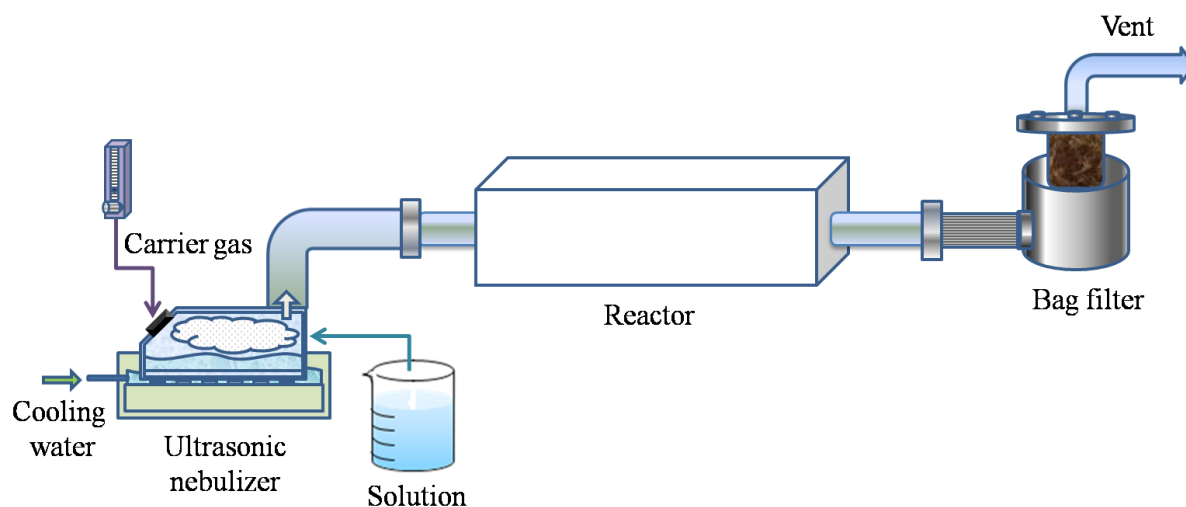 Vent
Carrier gas
Reactor
Bag filter
Cooling
water
Ultrasonic
nebulizer
Solution